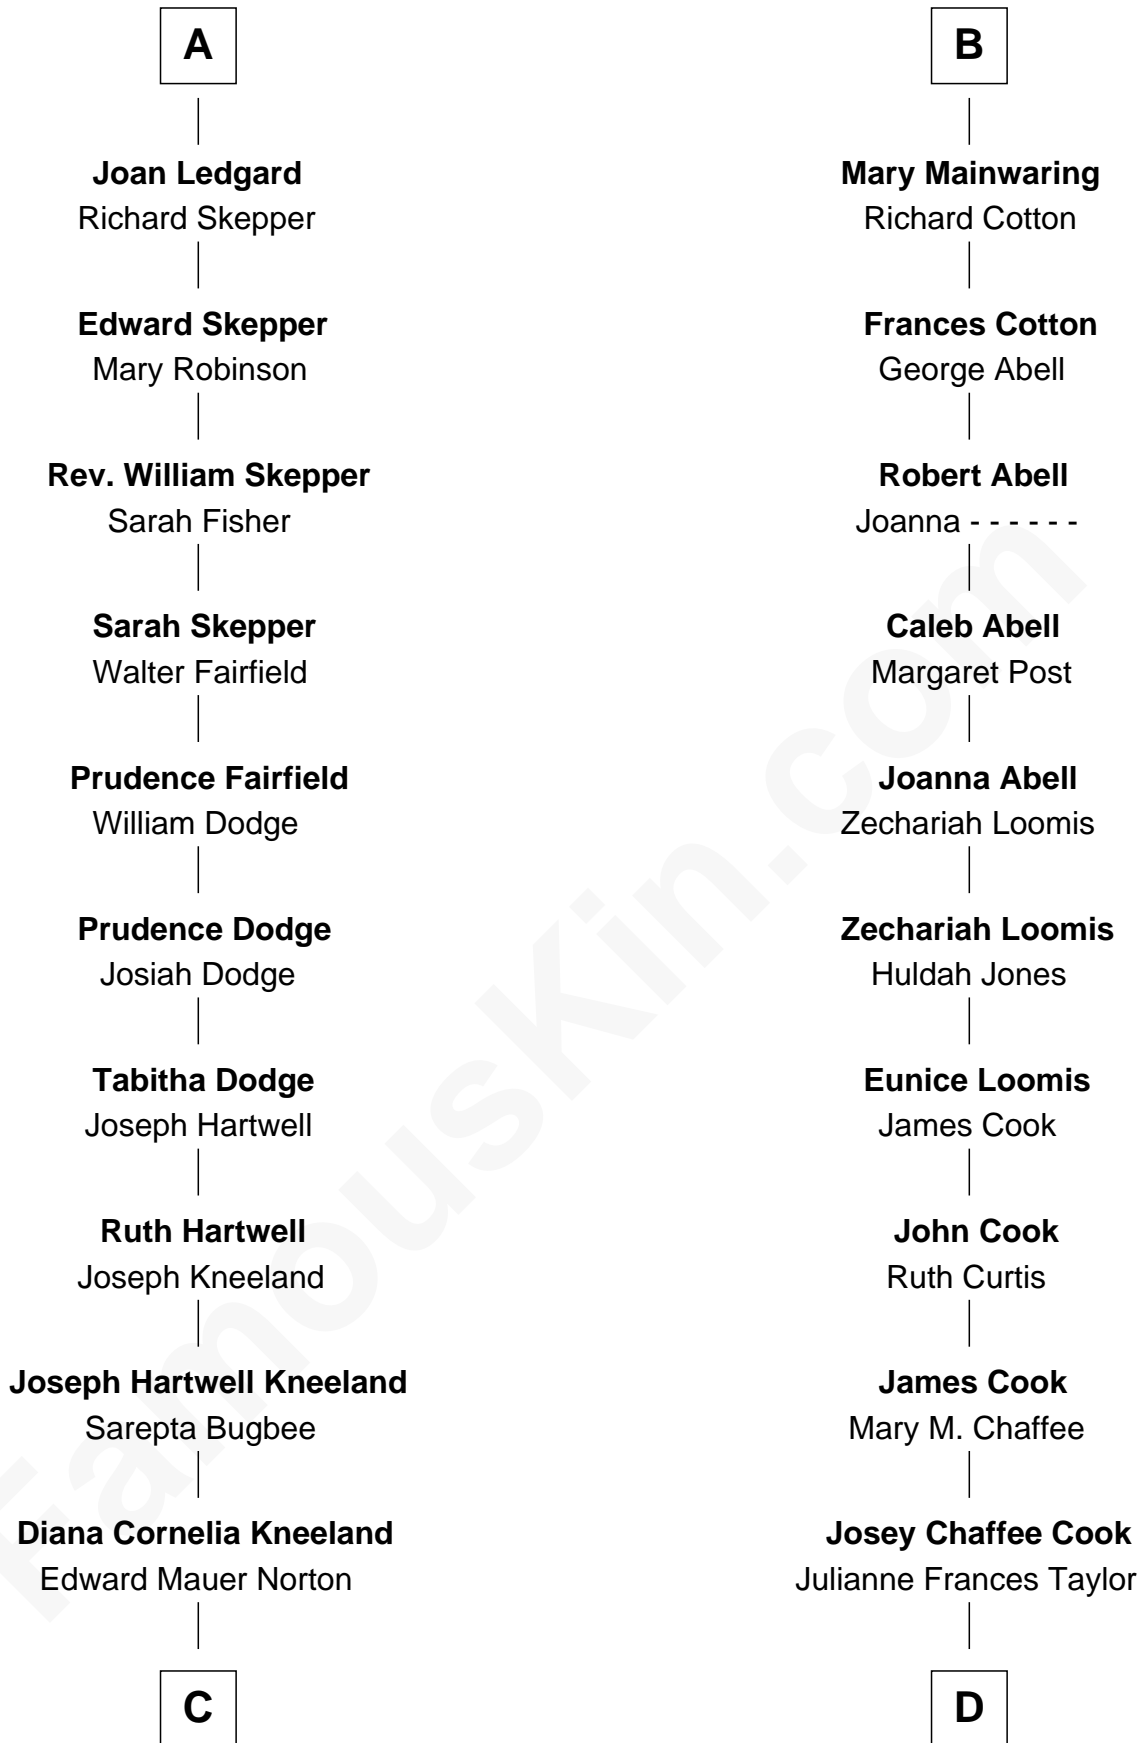 A
Joan Ledgard
Richard Skepper
Edward Skepper
Mary Robinson
Rev. William Skepper
Sarah Fisher
Sarah Skepper
Walter Fairfield
Prudence Fairfield
William Dodge
Prudence Dodge
Josiah Dodge
Tabitha Dodge
Joseph Hartwell
Ruth Hartwell
Joseph Kneeland
Joseph Hartwell Kneeland
Sarepta Bugbee
Diana Cornelia Kneeland
Edward Mauer Norton
C
B
Mary Mainwaring
Richard Cotton
Frances Cotton
George Abell
Robert Abell
Joanna - - - - - -
Caleb Abell
Margaret Post
Joanna Abell
Zechariah Loomis
Zechariah Loomis
Huldah Jones
Eunice Loomis
James Cook
John Cook
Ruth Curtis
James Cook
Mary M. Chaffee
Josey Chaffee Cook
Julianne Frances Taylor
D
FamousKin.com